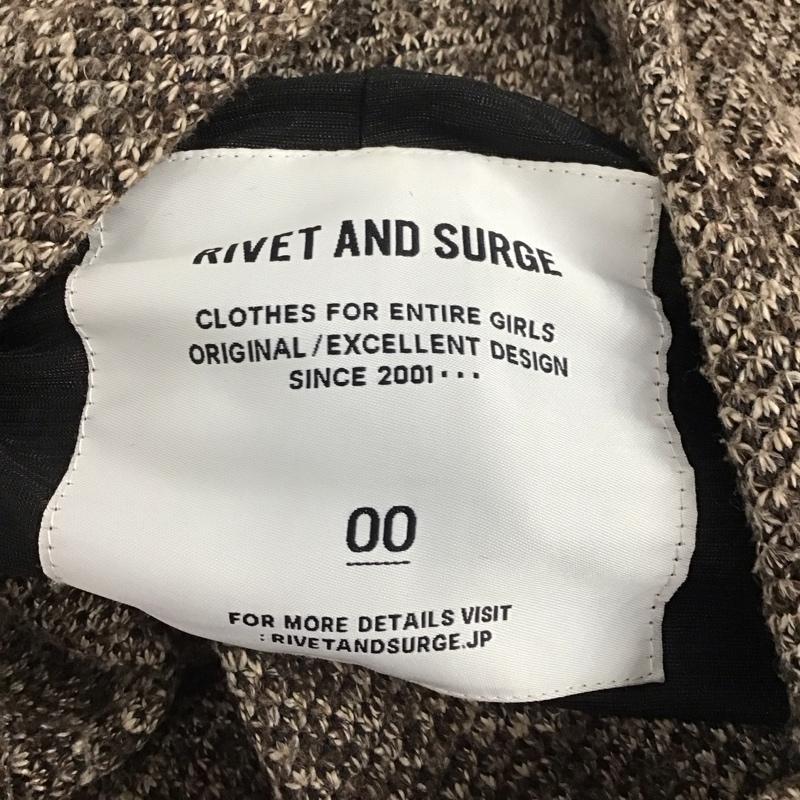 RIVET AND SURGE
CLOTHES FOR ENTIRE GIRLS
ORIGINAL/EXCELLENT DESIGN
SINCE 2001···
00
FOR MORE DETAILS VISIT
:RIVETANDSURGE.JP